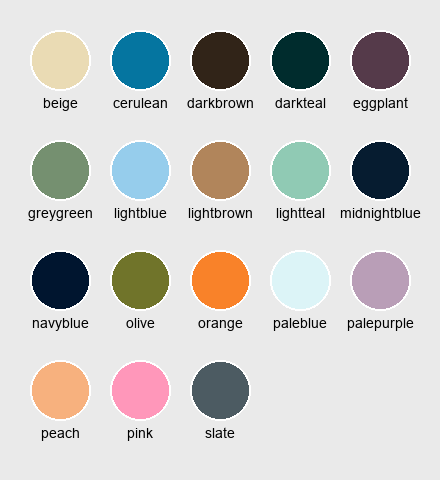 beige cerulean darkbrown darkteal eggplant
greygreen lightblue lightbrown lightteal midnightblue
navyblue olive orange paleblue palepurple
peach pink slate